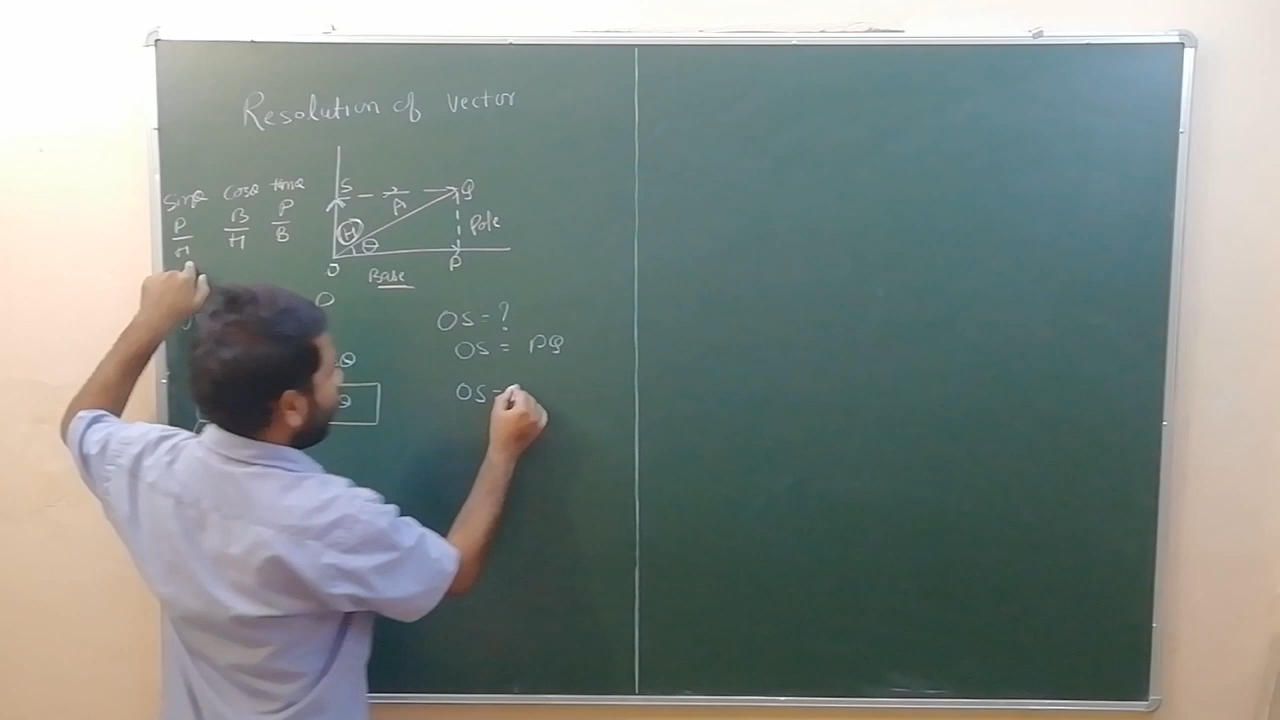 Resolution of vector
sinθ cosθ tanθ
P/H B/H P/B
S A Q
H θ Pole
O Base P
OS = ?
OS = PQ
θ
OS =
θ